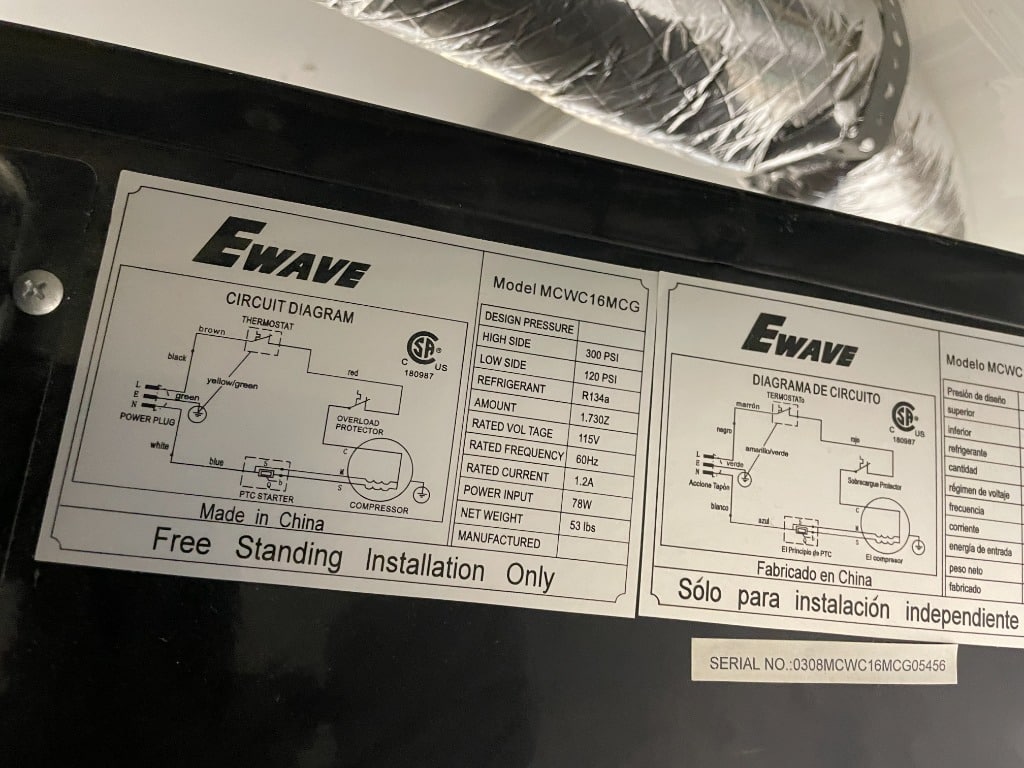 EWAVE
CIRCUIT DIAGRAM
THERMOSTAT
brown
black
yellow/green
L
E
N
green
POWER PLUG
white
blue
red
OVERLOAD
PROTECTOR
C
M
S
PTC STARTER
COMPRESSOR
SA
®
C US
180987
Made in China
Free Standing Installation Only
Model MCWC16MCG
DESIGN PRESSURE
HIGH SIDE 300 PSI
LOW SIDE 120 PSI
REFRIGERANT R134a
AMOUNT 1.730Z
RATED VOL TAGE 115V
RATED FREQUENCY 60Hz
RATED CURRENT 1.2A
POWER INPUT 78W
NET WEIGHT 53 lbs
MANUFACTURED
EWAVE
DIAGRAMA DE CIRCUITO
TERMOSTATo
marrón
negro
amarillo/verde
L
E
N
verde
Accione Tapón
blanco
azul
rojo
Sobrecargue Protector
C
M
S
El Principio de PTC
El compresor
SA
C US
180987
Fabricado en China
Sólo para instalación independiente
Modelo MCWC
Presión de diseño
superior
inferior
refrigerante
cantidad
régimen de voltaje
frecuencia
corriente
energía de entrada
peso neto
fabricado
SERIAL NO.:0308MCWC16MCG05456